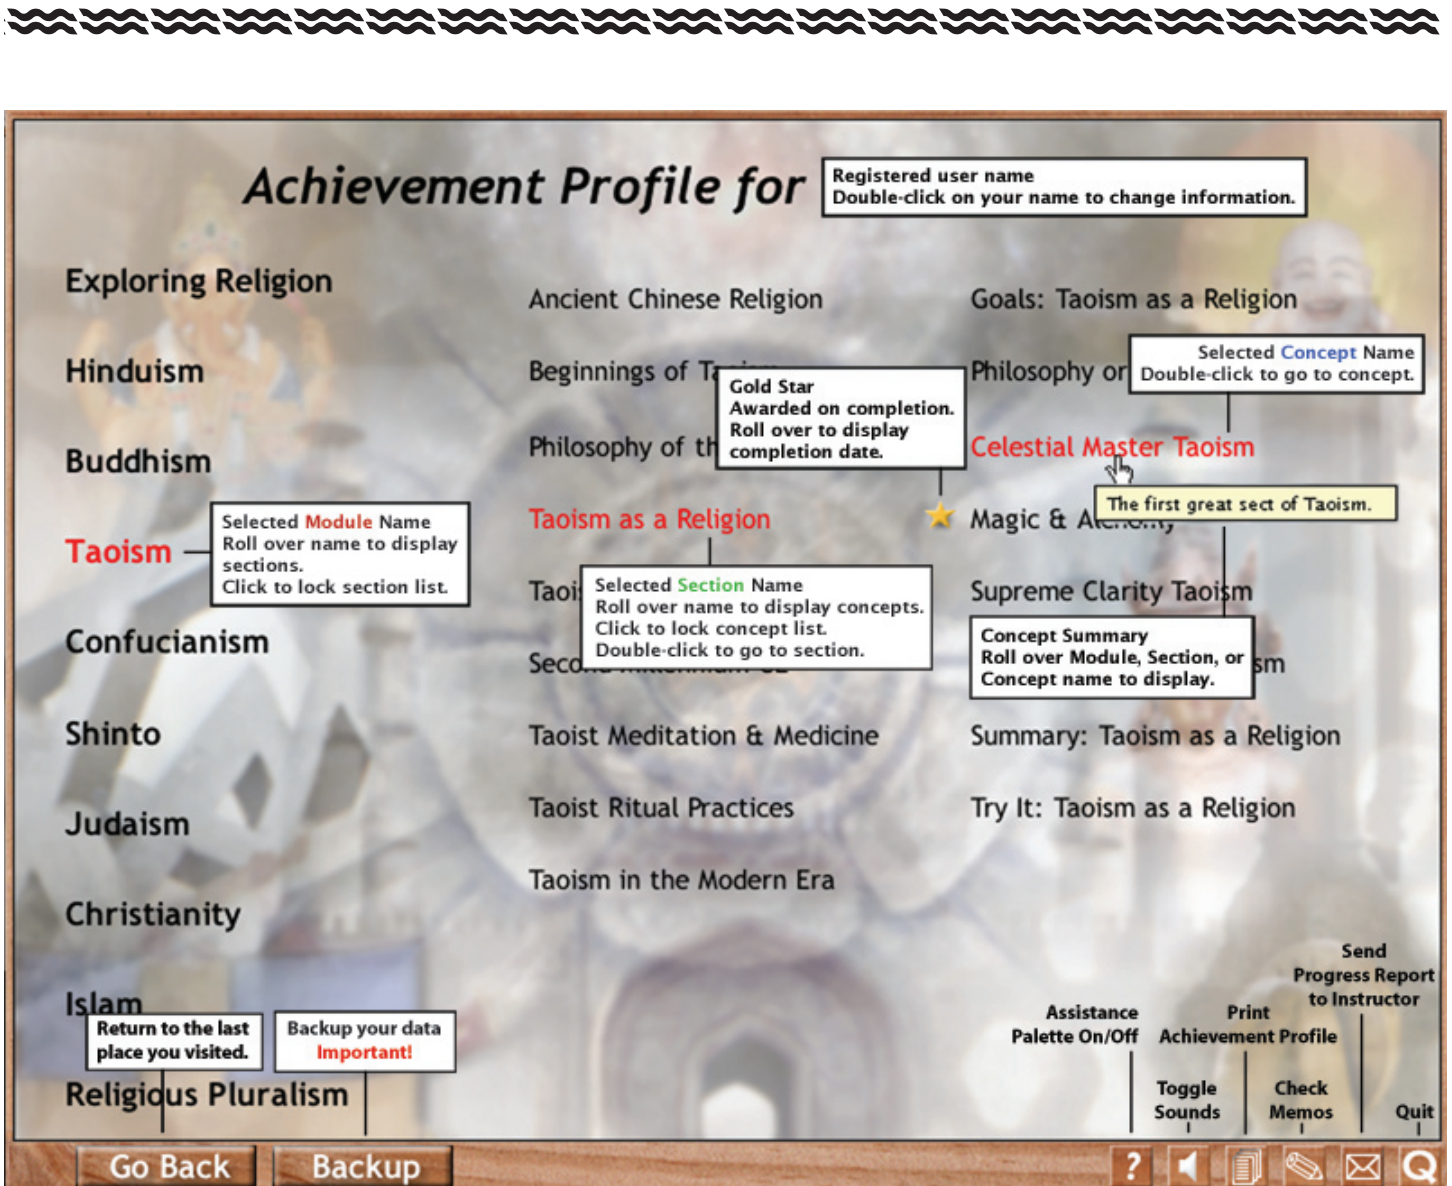 Achievement Profile for
Registered user name
Double-click on your name to change information.
Exploring Religion
Hinduism
Buddhism
Taoism
Confucianism
Shinto
Judaism
Christianity
Islam
Religious Pluralism
Selected Module Name
Roll over name to display
sections.
Click to lock section list.
Ancient Chinese Religion
Beginnings of
Philosophy of
Taoism as a Religion
Taoist Meditation & Medicine
Taoist Ritual Practices
Taoism in the Modern Era
Gold Star
Awarded on completion.
Roll over to display
completion date.
Selected Section Name
Roll over name to display concepts.
Click to lock concept list.
Double-click to go to section.
Goals: Taoism as a Religion
Philosophy or
Selected Concept Name
Double-click to go to concept.
Celestial Master Taoism
The first great sect of Taoism.
Magic & Alchemy
Supreme Clarity Taoism
Concept Summary
Roll over Module, Section, or
Concept name to display.
Summary: Taoism as a Religion
Try It: Taoism as a Religion
Return to the last
place you visited.
Backup your data
Important!
Assistance
Palette On/Off
Toggle
Sounds
Print
Achievement Profile
Check
Memos
Send
Progress Report
to Instructor
Quit
Go Back
Backup
?
Q